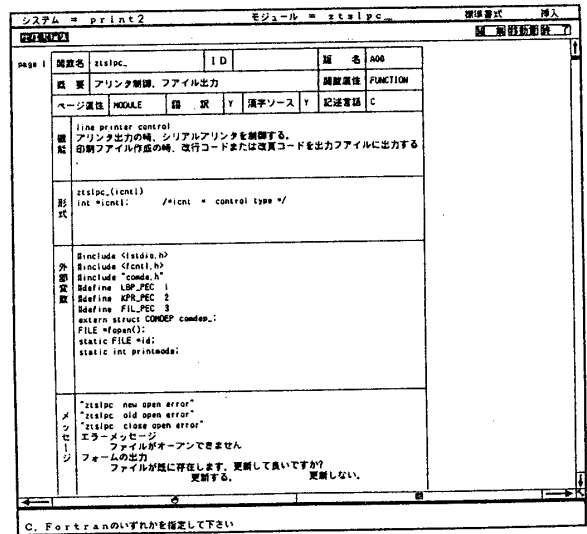 システム = print2 モジュール = ztslpc_ 標準書式 挿入
page 1
関数名 ztslpc_ ID 版 名 A00
概 要 プリンタ制御、ファイル出力 関数属性 FUNCTION
ページ属性 MODULE 翻 訳 Y 漢字ソース Y 記述言語 C
機能
line printer control
プリンタ出力の時、シリアルプリンタを制御する。
印刷ファイル作成の時、改行コードまたは改頁コードを出力ファイルに出力する
.
形式
ztslpc_(icntl)
int *icntl; /*icnt = control type */
外部変数
#include <stdio.h>
#include <fcntl.h>
#include "comda.h"
#define LBP_PEC 1
#define KPR_PEC 2
#define FIL_PEC 3
extern struct COMDEP comdep_;
FILE *fopen();
static FILE *id;
static int printmode;
メッセージ
"ztslpc new open error"
"ztslpc old open error"
"ztslpc close open error"
エラーメッセージ
ファイルがオープンできません
フォームの出力
ファイルが既に存在します。更新して良いですか?
更新する。 更新しない。
C, Fortranのいずれかを指定して下さい